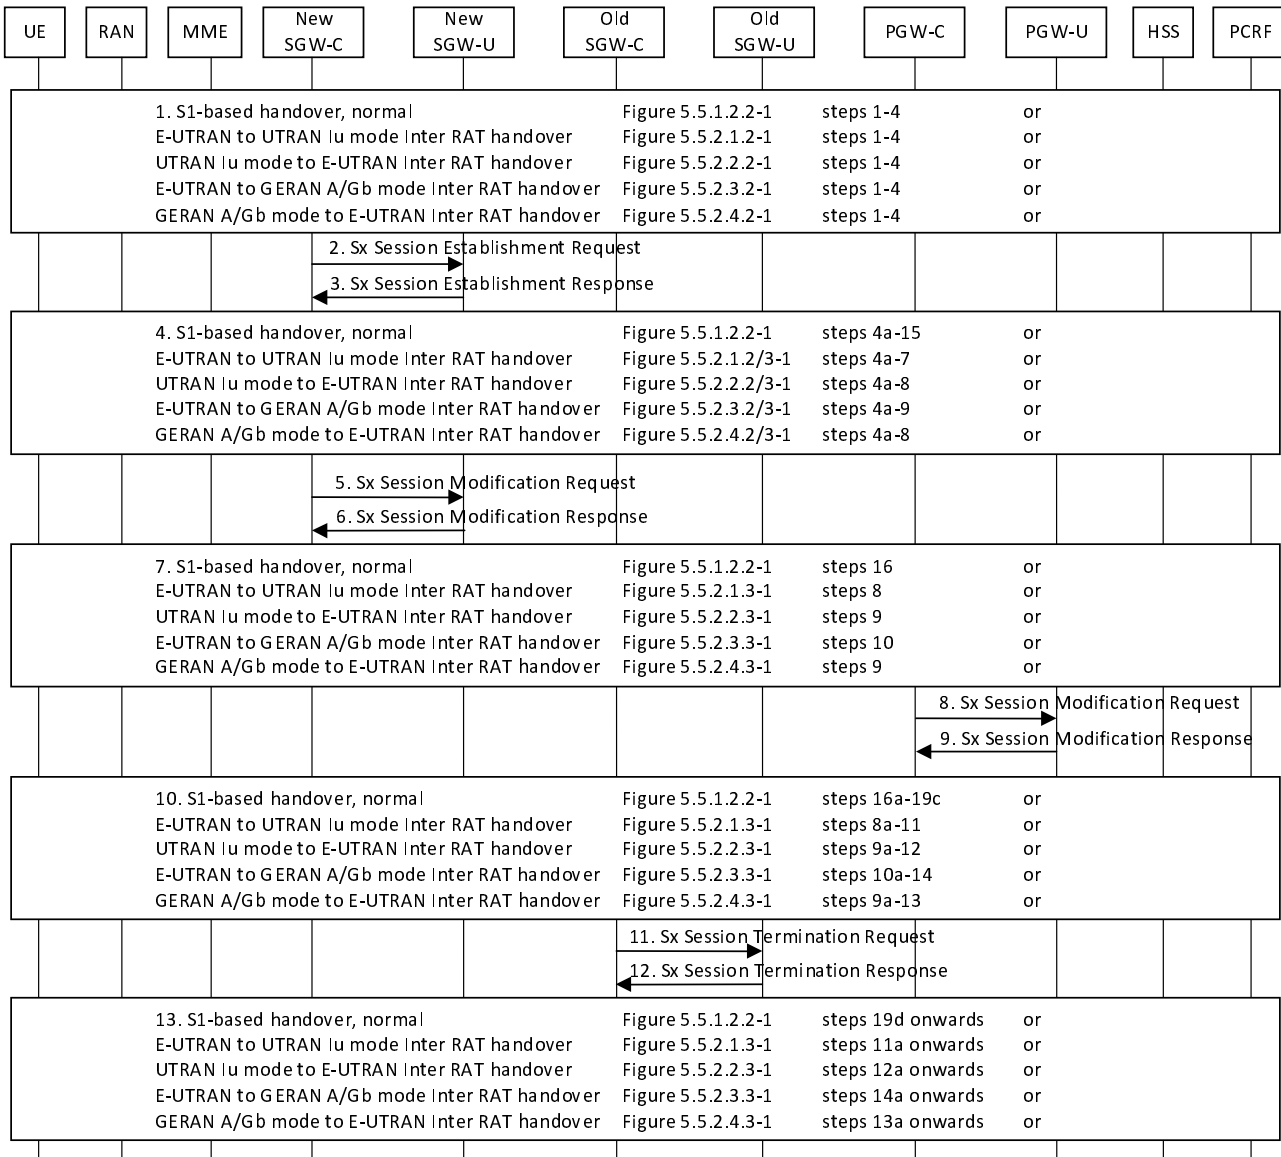 UE RAN MME New SGW-C New SGW-U Old SGW-C Old SGW-U PGW-C PGW-U HSS PCRF
1. S1-based handover, normal Figure 5.5.1.2.2-1 steps 1-4 or
E-UTRAN to UTRAN Iu mode Inter RAT handover Figure 5.5.2.1.2-1 steps 1-4 or
UTRAN Iu mode to E-UTRAN Inter RAT handover Figure 5.5.2.2.2-1 steps 1-4 or
E-UTRAN to GERAN A/Gb mode Inter RAT handover Figure 5.5.2.3.2-1 steps 1-4 or
GERAN A/Gb mode to E-UTRAN Inter RAT handover Figure 5.5.2.4.2-1 steps 1-4 or
2. Sx Session Establishment Request
3. Sx Session Establishment Response
4. S1-based handover, normal Figure 5.5.1.2.2-1 steps 4a-15 or
E-UTRAN to UTRAN Iu mode Inter RAT handover Figure 5.5.2.1.2/3-1 steps 4a-7 or
UTRAN Iu mode to E-UTRAN Inter RAT handover Figure 5.5.2.2.2/3-1 steps 4a-8 or
E-UTRAN to GERAN A/Gb mode Inter RAT handover Figure 5.5.2.3.2/3-1 steps 4a-9 or
GERAN A/Gb mode to E-UTRAN Inter RAT handover Figure 5.5.2.4.2/3-1 steps 4a-8 or
5. Sx Session Modification Request
6. Sx Session Modification Response
7. S1-based handover, normal Figure 5.5.1.2.2-1 steps 16 or
E-UTRAN to UTRAN Iu mode Inter RAT handover Figure 5.5.2.1.3-1 steps 8 or
UTRAN Iu mode to E-UTRAN Inter RAT handover Figure 5.5.2.2.3-1 steps 9 or
E-UTRAN to GERAN A/Gb mode Inter RAT handover Figure 5.5.2.3.3-1 steps 10 or
GERAN A/Gb mode to E-UTRAN Inter RAT handover Figure 5.5.2.4.3-1 steps 9 or
8. Sx Session Modification Request
9. Sx Session Modification Response
10. S1-based handover, normal Figure 5.5.1.2.2-1 steps 16a-19c or
E-UTRAN to UTRAN Iu mode Inter RAT handover Figure 5.5.2.1.3-1 steps 8a-11 or
UTRAN Iu mode to E-UTRAN Inter RAT handover Figure 5.5.2.2.3-1 steps 9a-12 or
E-UTRAN to GERAN A/Gb mode Inter RAT handover Figure 5.5.2.3.3-1 steps 10a-14 or
GERAN A/Gb mode to E-UTRAN Inter RAT handover Figure 5.5.2.4.3-1 steps 9a-13 or
11. Sx Session Termination Request
12. Sx Session Termination Response
13. S1-based handover, normal Figure 5.5.1.2.2-1 steps 19d onwards or
E-UTRAN to UTRAN Iu mode Inter RAT handover Figure 5.5.2.1.3-1 steps 11a onwards or
UTRAN Iu mode to E-UTRAN Inter RAT handover Figure 5.5.2.2.3-1 steps 12a onwards or
E-UTRAN to GERAN A/Gb mode Inter RAT handover Figure 5.5.2.3.3-1 steps 14a onwards or
GERAN A/Gb mode to E-UTRAN Inter RAT handover Figure 5.5.2.4.3-1 steps 13a onwards or